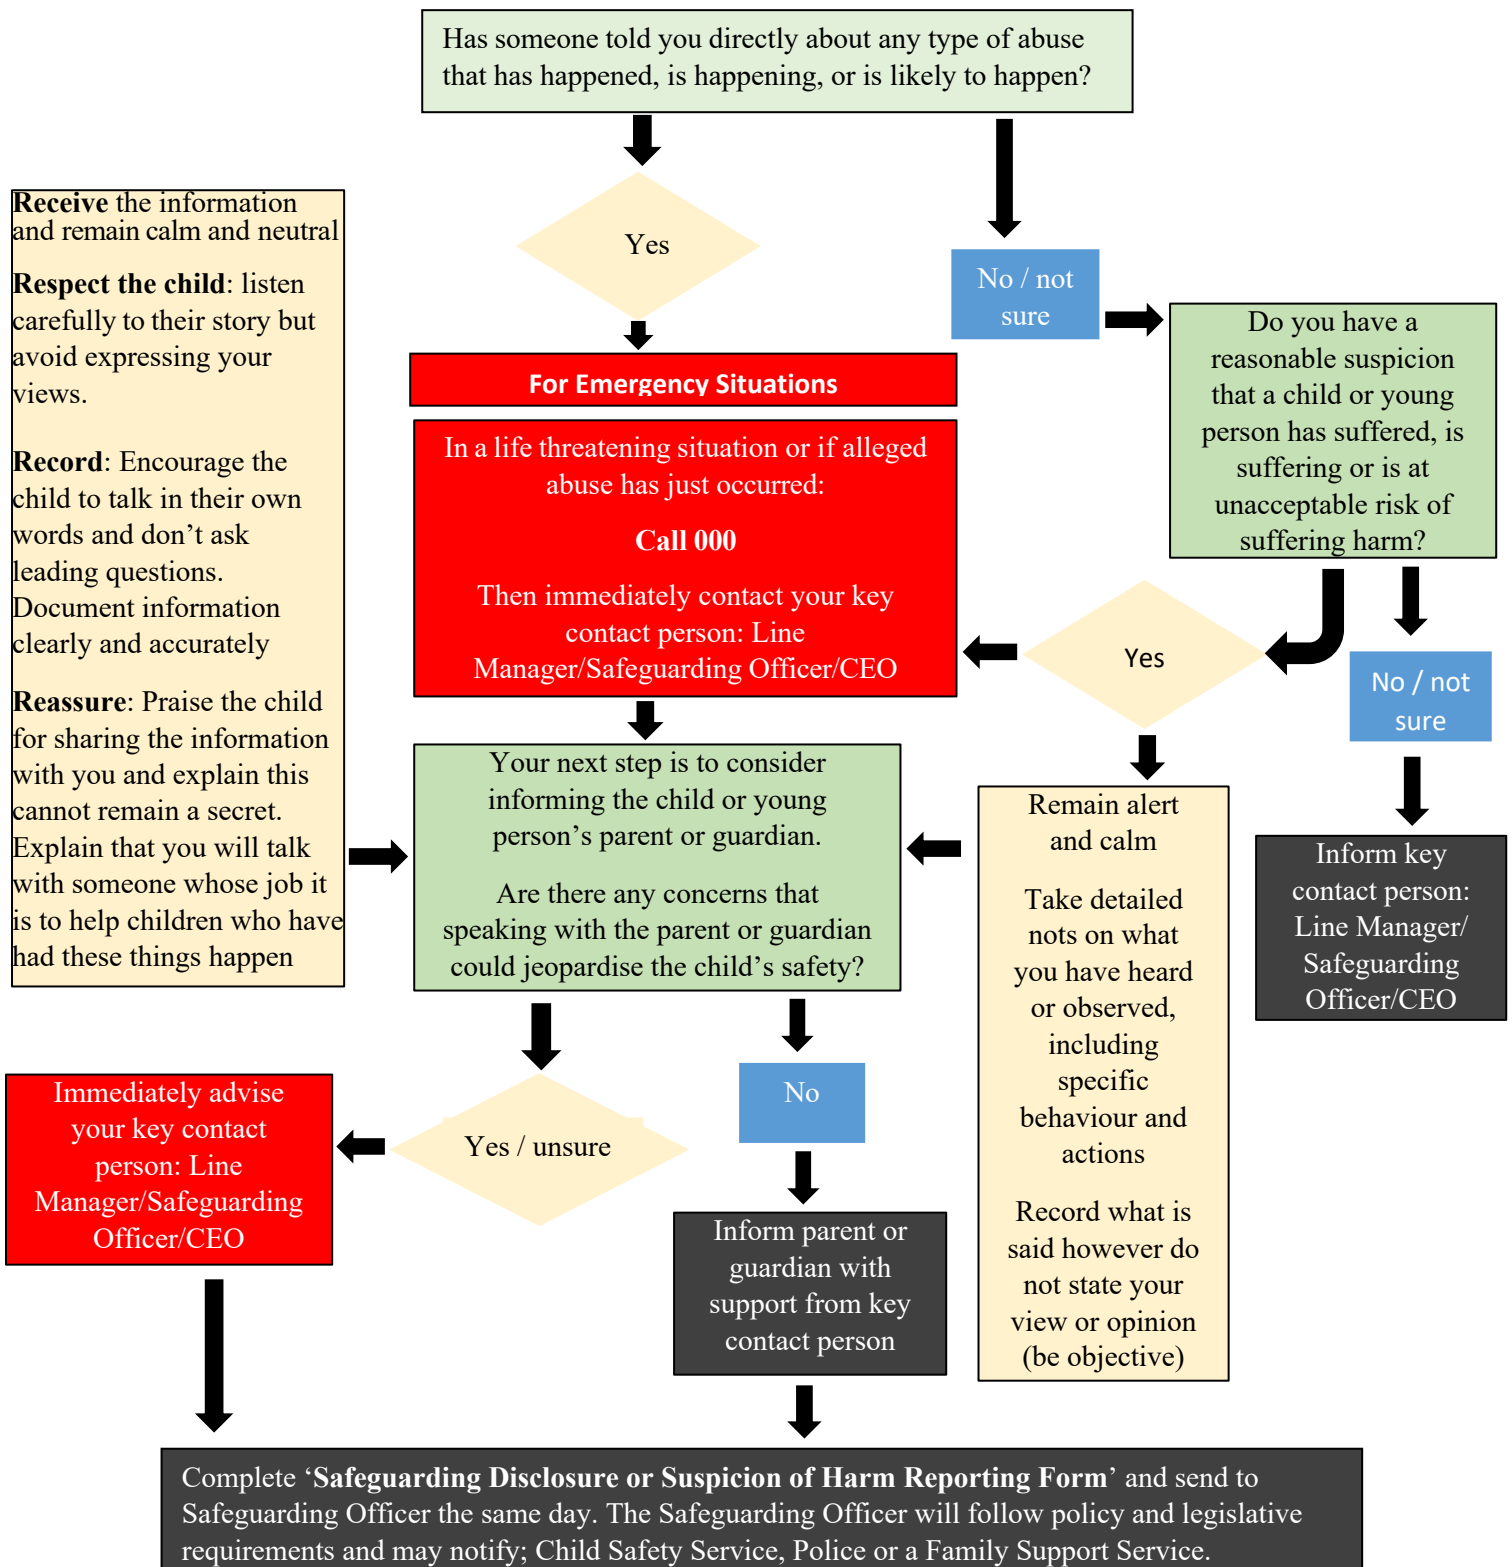 Has someone told you directly about any type of abuse
that has happened, is happening, or is likely to happen?
Yes
No / not
sure
Receive the information
and remain calm and neutral
Respect the child: listen
carefully to their story but
avoid expressing your
views.
Record: Encourage the
child to talk in their own
words and don’t ask
leading questions.
Document information
clearly and accurately
Reassure: Praise the child
for sharing the information
with you and explain this
cannot remain a secret.
Explain that you will talk
with someone whose job it
is to help children who have
had these things happen
For Emergency Situations
In a life threatening situation or if alleged
abuse has just occurred:
Call 000
Then immediately contact your key
contact person: Line
Manager/Safeguarding Officer/CEO
Do you have a
reasonable suspicion
that a child or young
person has suffered, is
suffering or is at
unacceptable risk of
suffering harm?
Yes
No / not
sure
Your next step is to consider
informing the child or young
person’s parent or guardian.
Are there any concerns that
speaking with the parent or guardian
could jeopardise the child’s safety?
Remain alert
and calm
Take detailed
nots on what
you have heard
or observed,
including
specific
behaviour and
actions
Record what is
said however do
not state your
view or opinion
(be objective)
Inform key
contact person:
Line Manager/
Safeguarding
Officer/CEO
Immediately advise
your key contact
person: Line
Manager/Safeguarding
Officer/CEO
Yes / unsure
No
Inform parent or
guardian with
support from key
contact person
Complete ‘Safeguarding Disclosure or Suspicion of Harm Reporting Form’ and send to
Safeguarding Officer the same day. The Safeguarding Officer will follow policy and legislative
requirements and may notify; Child Safety Service, Police or a Family Support Service.